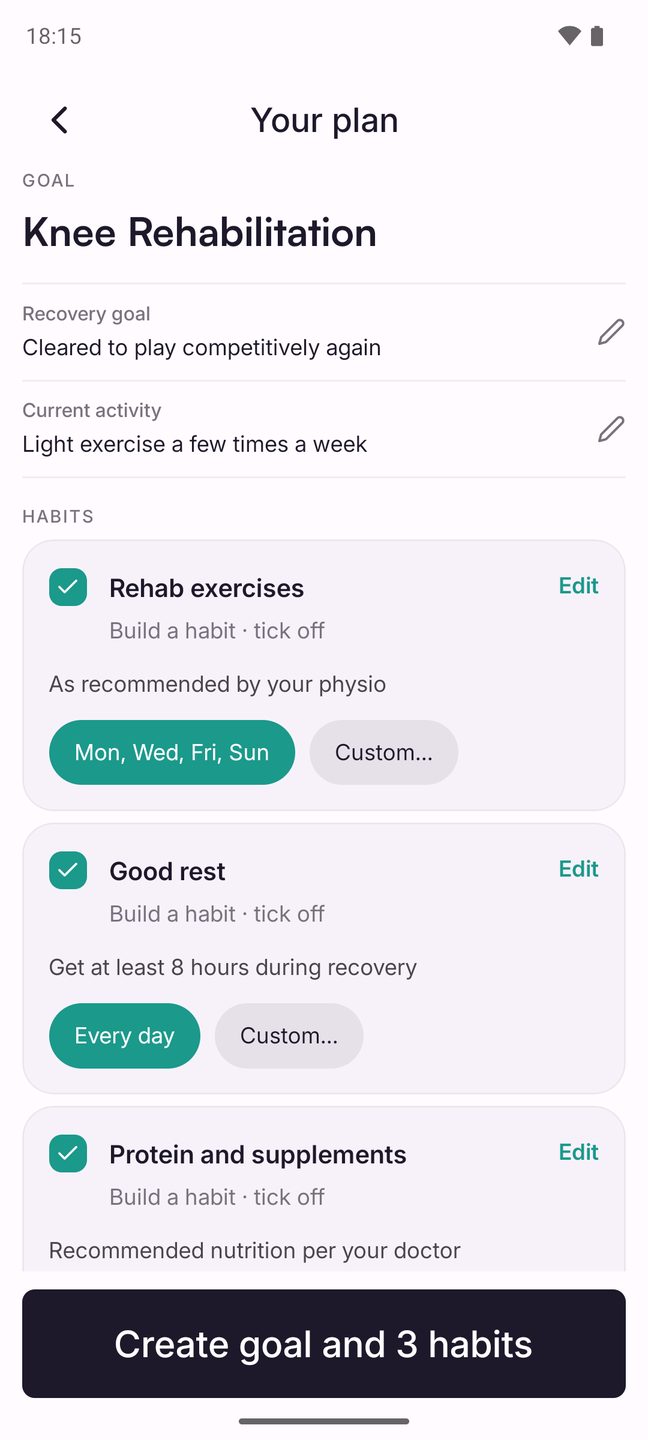 18:15
Your plan
GOAL
Knee Rehabilitation
Recovery goal
Cleared to play competitively again
Current activity
Light exercise a few times a week
HABITS
Rehab exercises
Edit
Build a habit · tick off
As recommended by your physio
Mon, Wed, Fri, Sun
Custom...
Good rest
Edit
Build a habit · tick off
Get at least 8 hours during recovery
Every day
Custom...
Protein and supplements
Edit
Build a habit · tick off
Recommended nutrition per your doctor
Create goal and 3 habits